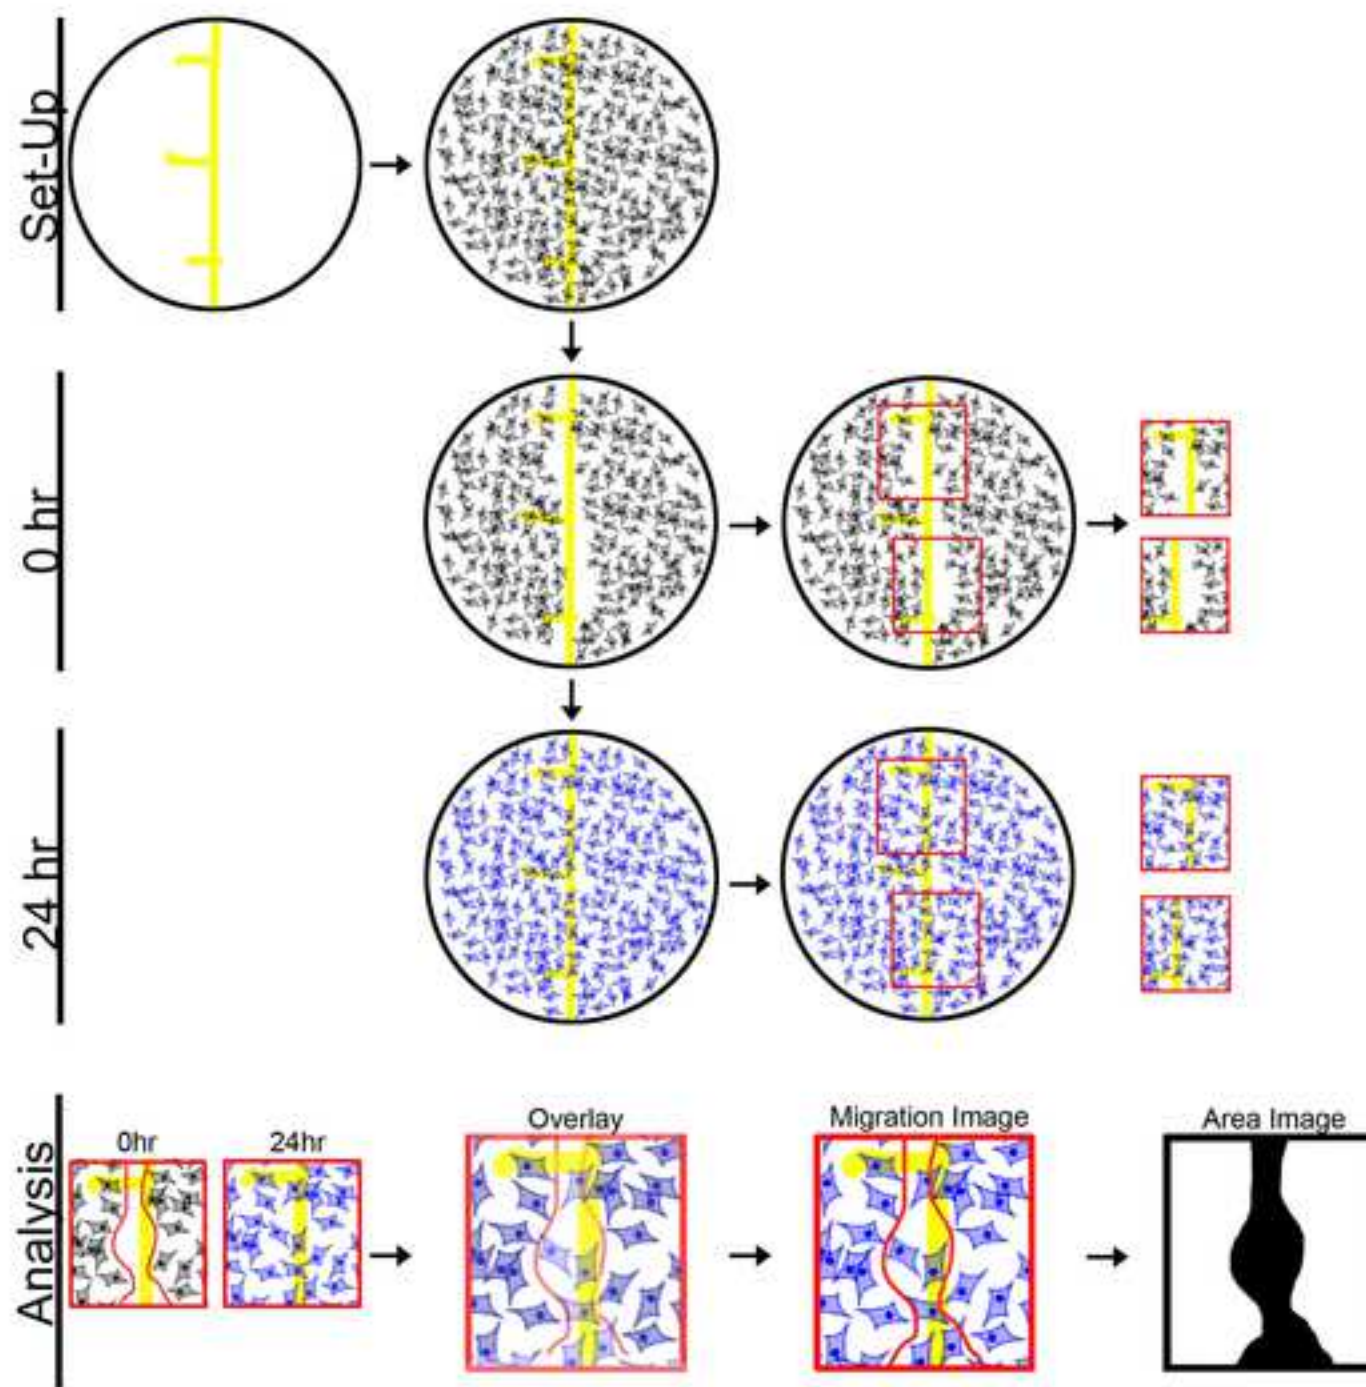 Set-Up
0 hr
24 hr
Analysis
0hr
24hr
Overlay
Migration Image
Area Image